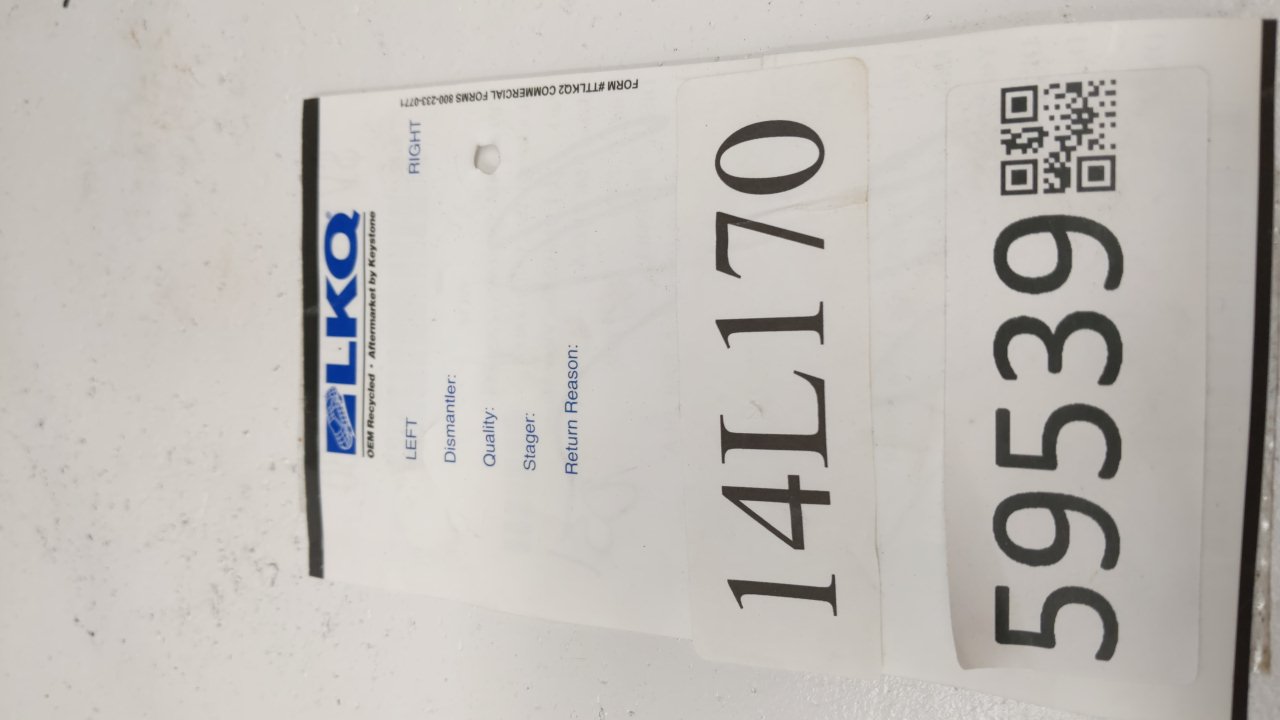 LKQ®
OEM Recycled • Aftermarket by Keystone
LEFT RIGHT
Dismantler:
Quality:
Stager:
Return Reason:
FORM #TTLKQ2 COMMERCIAL FORMS 800-233-0771
14L170
59539